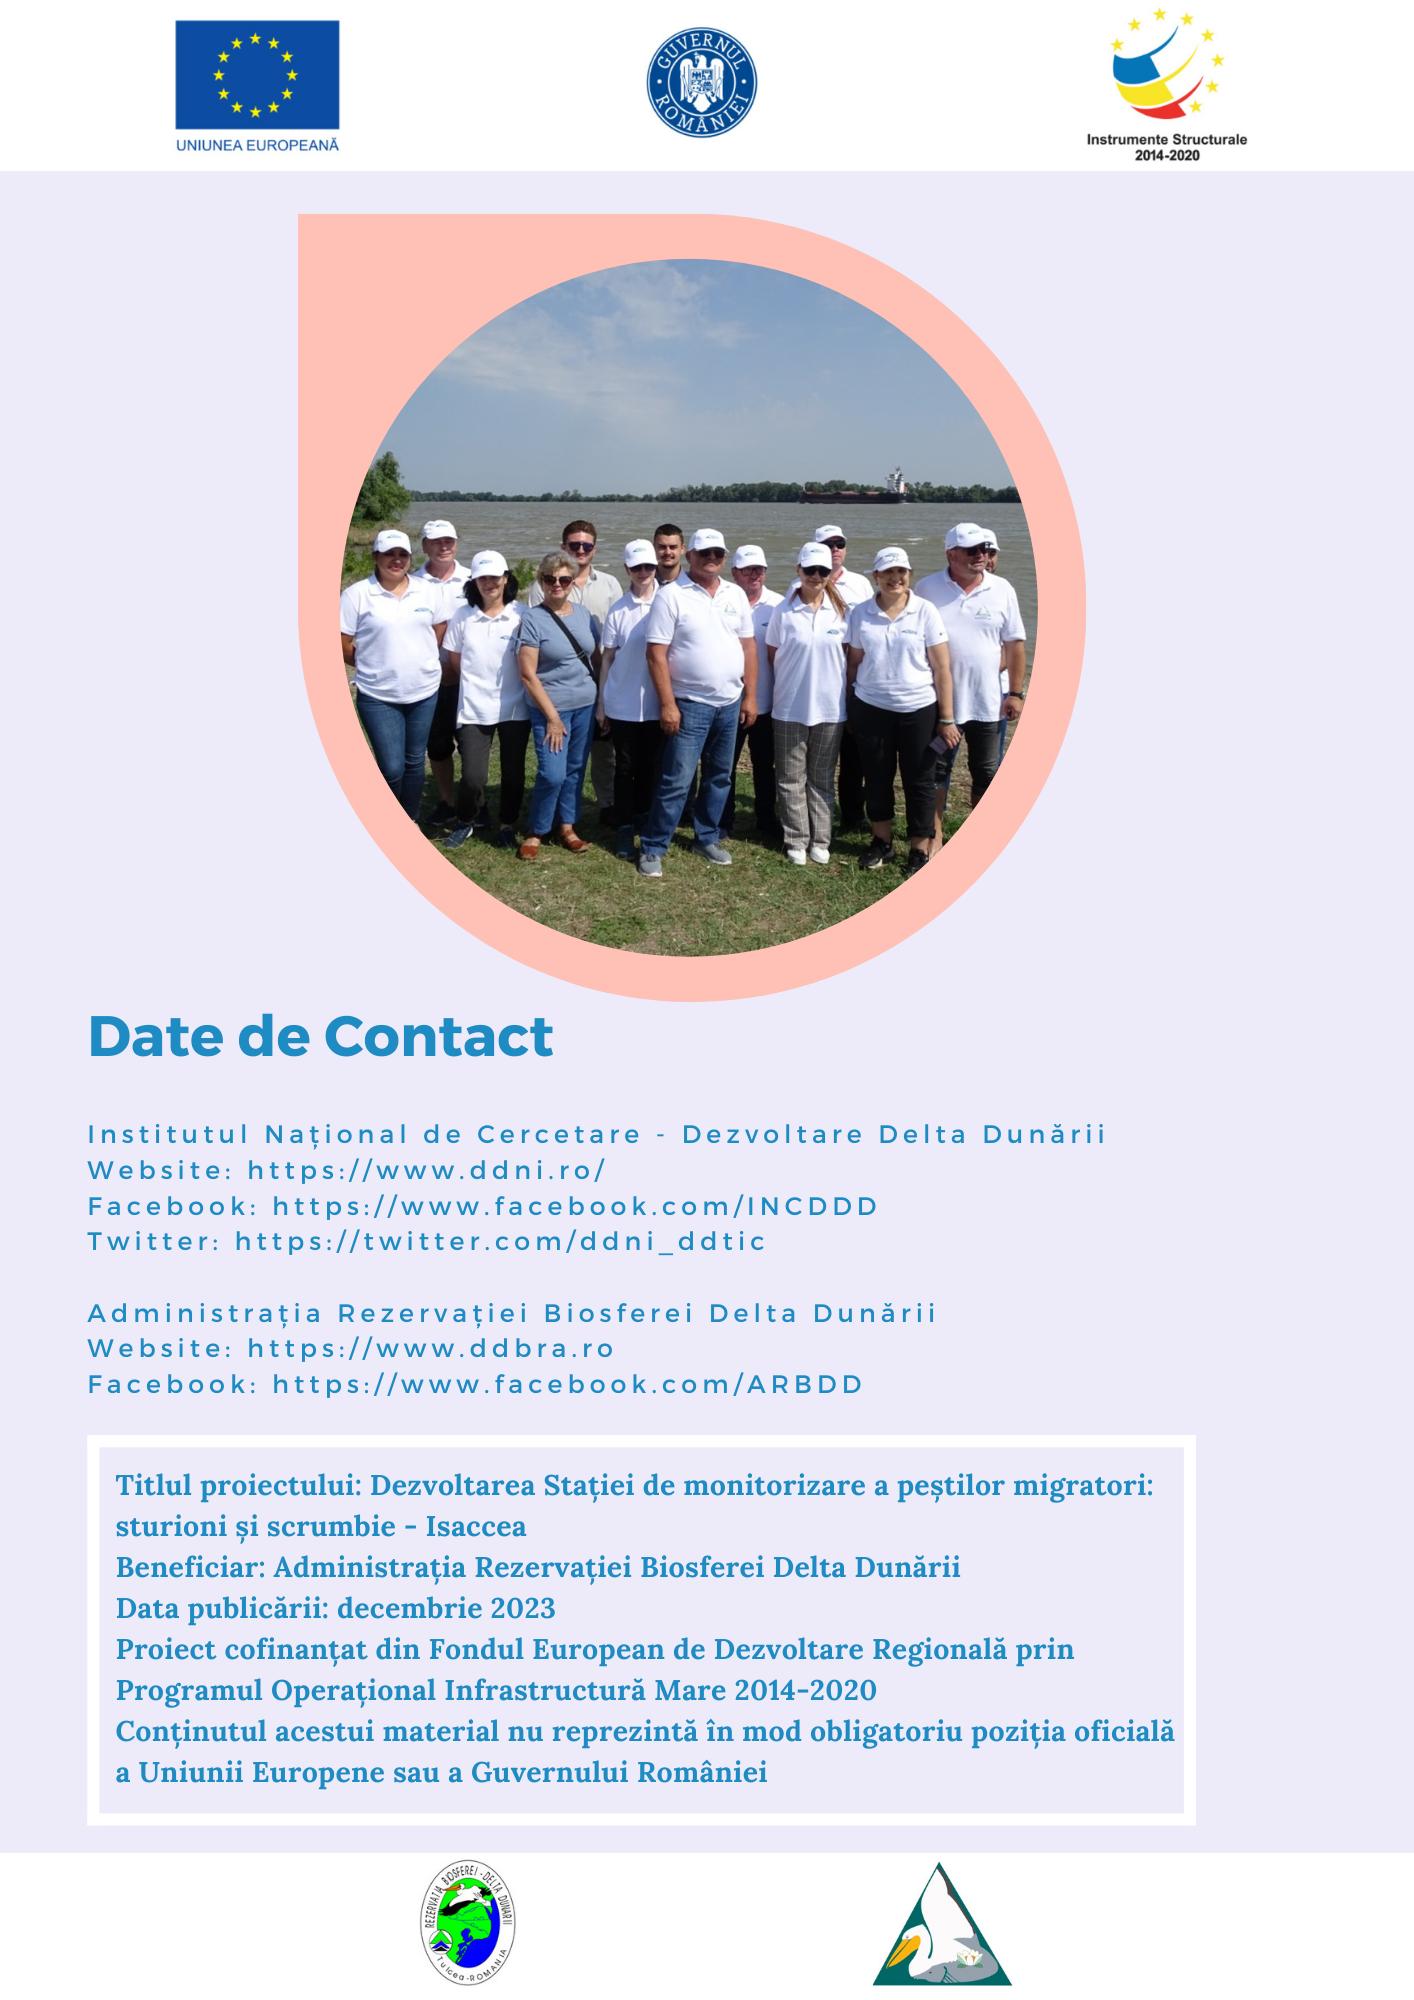 UNIUNEA EUROPEANĂ
GUVERNUL ROMÂNIEI
Instrumente Structurale
2014-2020
Date de Contact
Institutul Național de Cercetare - Dezvoltare Delta Dunării
Website: https://www.ddni.ro/
Facebook: https://www.facebook.com/INCDDD
Twitter: https://twitter.com/ddni_ddtic
Administrația Rezervației Biosferei Delta Dunării
Website: https://www.ddbra.ro
Facebook: https://www.facebook.com/ARBDD
Titlul proiectului: Dezvoltarea Stației de monitorizare a peștilor migratori:
sturioni și scrumbie - Isaccea
Beneficiar: Administrația Rezervației Biosferei Delta Dunării
Data publicării: decembrie 2023
Proiect cofinanțat din Fondul European de Dezvoltare Regională prin
Programul Operațional Infrastructură Mare 2014-2020
Conținutul acestui material nu reprezintă în mod obligatoriu poziția oficială
a Uniunii Europene sau a Guvernului României
REZERVATIA BIOSFEREI - DELTA DUNARII
Tulcea - ROMANIA